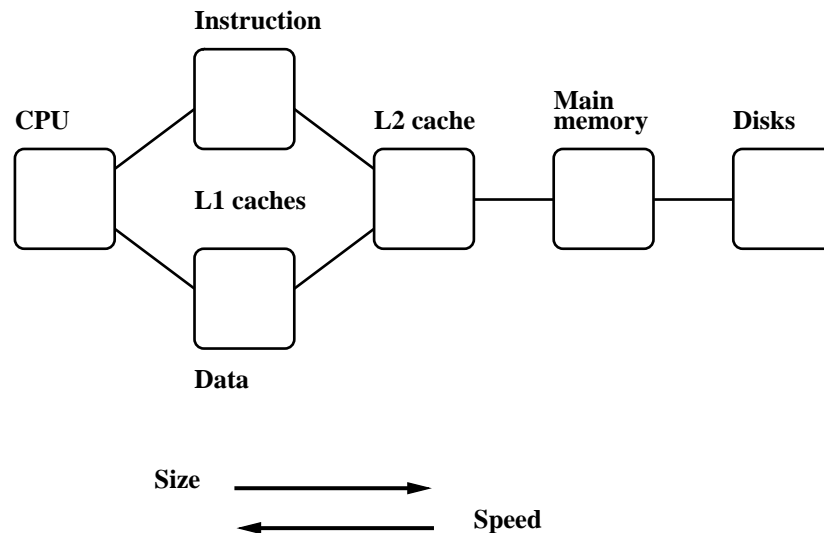 Instruction
CPU
L2 cache
Main
memory
Disks
L1 caches
Data
Size
Speed